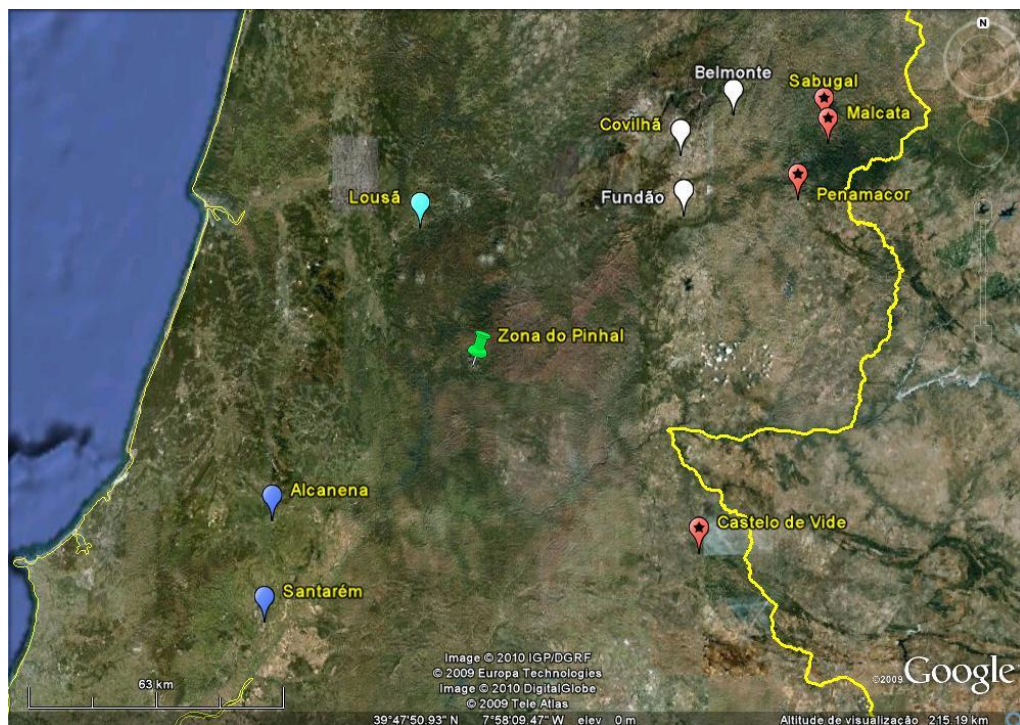 N
Belmonte
Sabugal
Malcata
Covilhã
Lousã
Fundão
Penamacor
Zona do Pinhal
Alcanena
Castelo de Vide
Santarém
Image © 2010 IGP/DGRF
© 2009 Europa Technologies
Image © 2010 DigitalGlobe
© 2009 Tele Atlas
©2009 Google
63 km
39°47'50.93" N 7°58'09.47" W elev 0 m Altitude de visualização 215.19 km